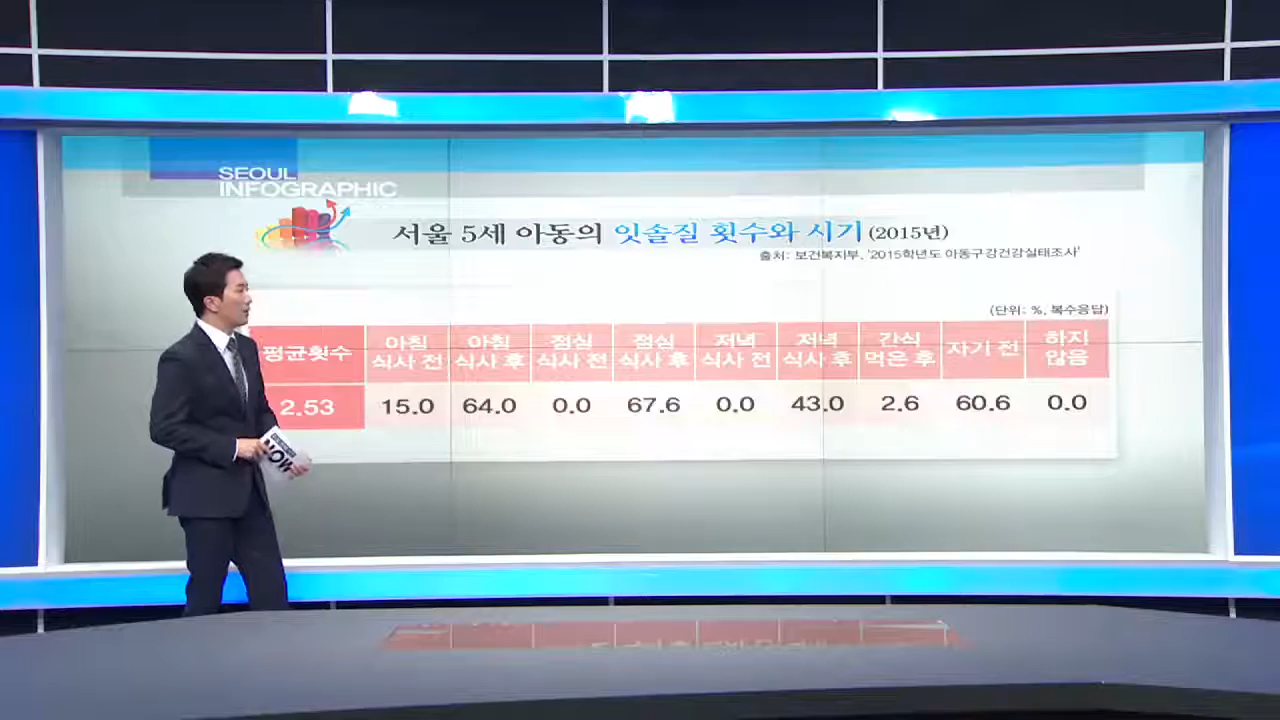 SEOUL
INFOGRAPHIC
서울 5세 아동의 잇솔질 횟수와 시기 (2015년)
출처: 보건복지부, '2015학년도 아동구강건강실태조사'
(단위: %, 복수응답)
평균횟수 아침 식사 전 아침 식사 후 점심 식사 전 점심 식사 후 저녁 식사 전 저녁 식사 후 간식 먹은 후 자기 전 하지 않음
2.53 15.0 64.0 0.0 67.6 0.0 43.0 2.6 60.6 0.0
NOW